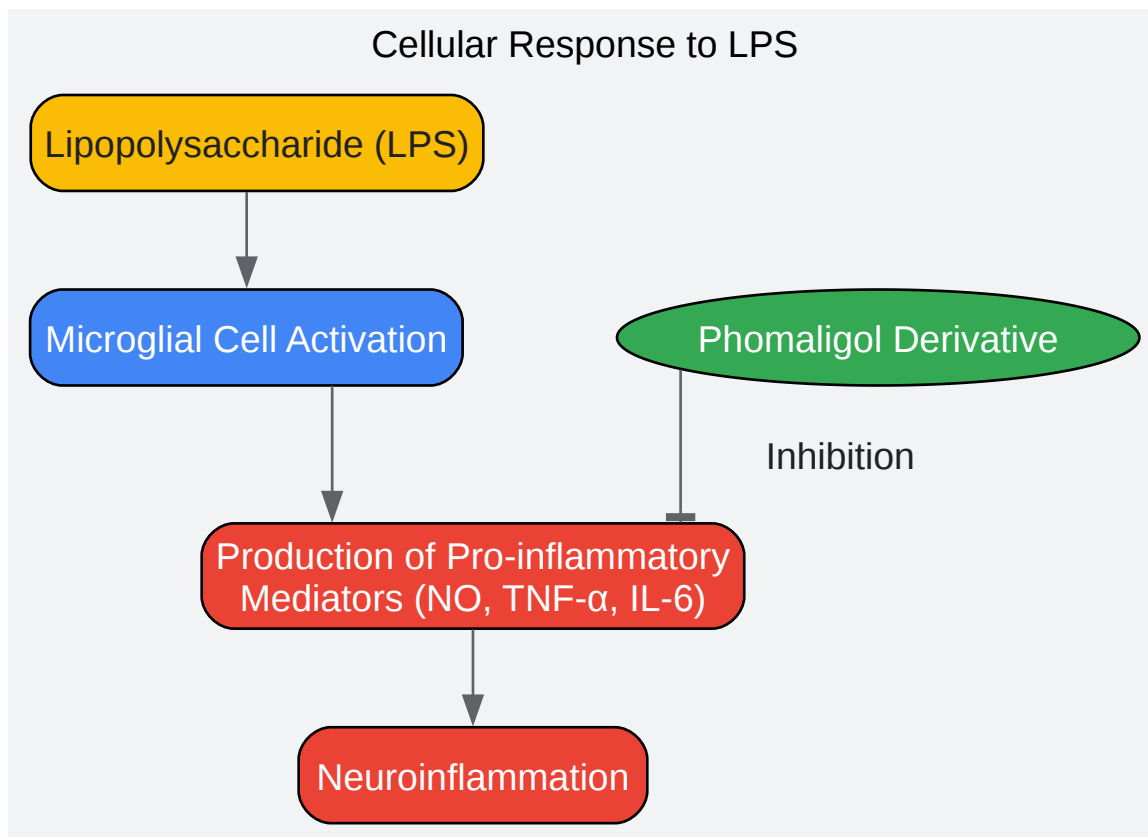 Cellular Response to LPS
Lipopolysaccharide (LPS)
Microglial Cell Activation
Phomaligol Derivative
Inhibition
Production of Pro-inflammatory
Mediators (NO, TNF-α, IL-6)
Neuroinflammation